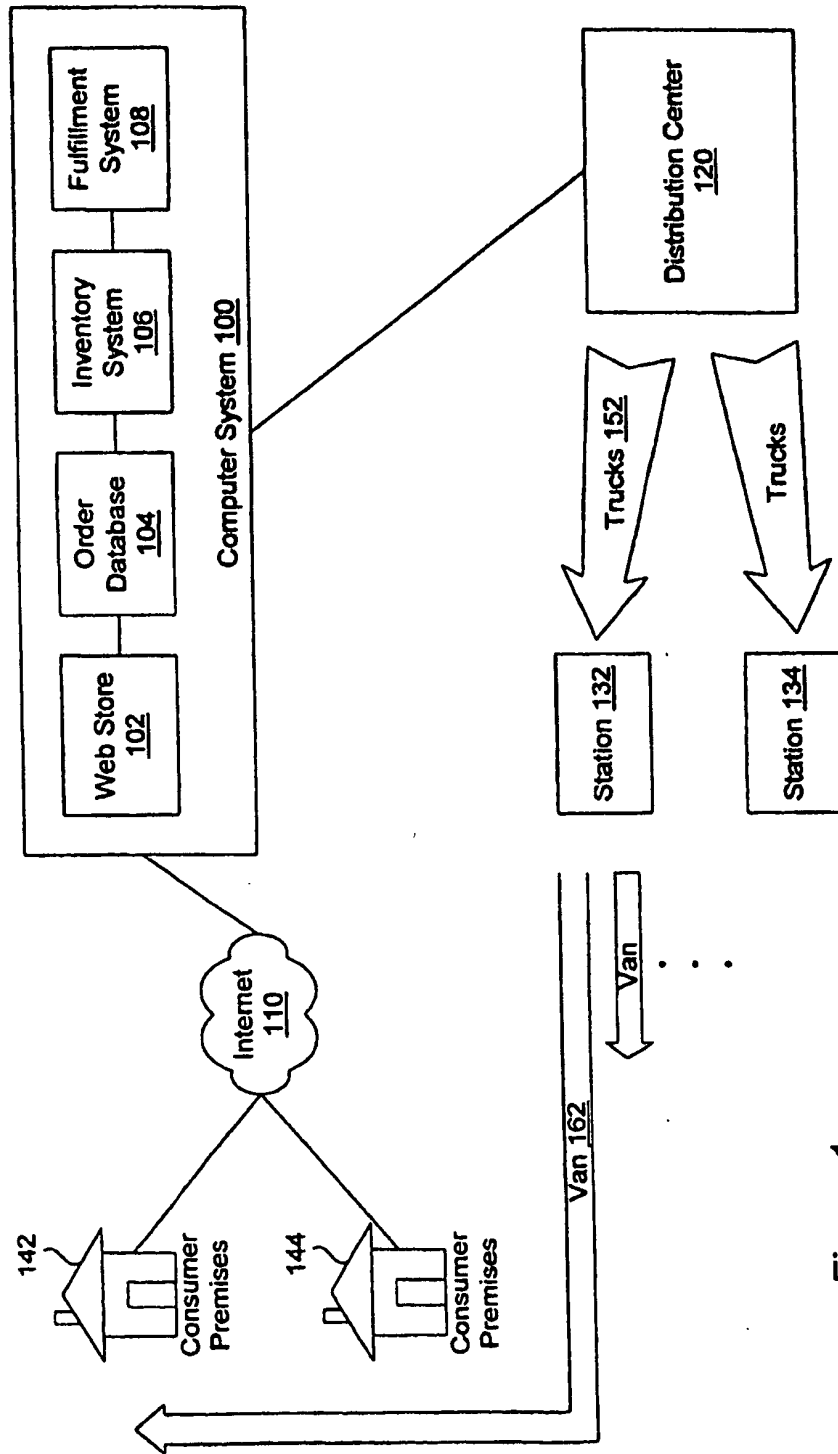 142
Consumer
Premises
144
Consumer
Premises
Internet
110
Web Store
102
Order
Database
104
Inventory
System
106
Fulfillment
System
108
Computer System 100
Van 162
Van
. . .
Station 132
Station 134
Trucks 152
Trucks
Distribution Center
120